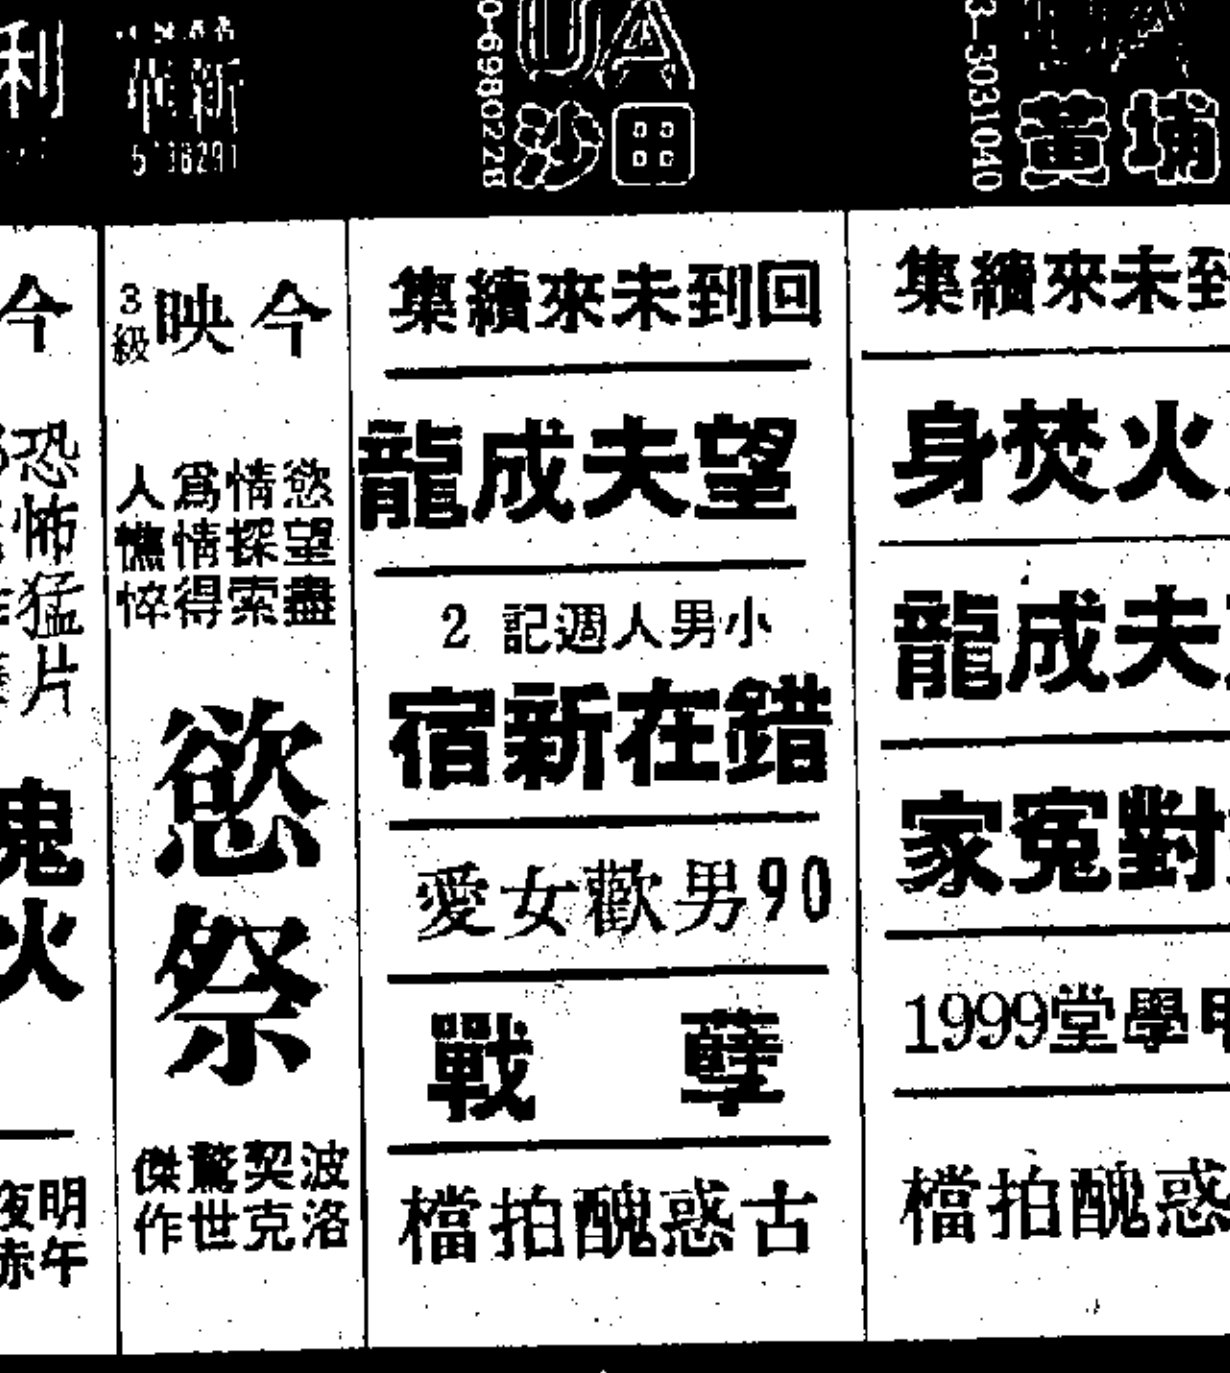 3-3031040
黃埔
到未來續集
火焚身
夫成龍
對冤家
學堂1999
惑醜拍檔
UA
沙田
0-6980228
回到未來續集
望夫成龍
小男人週記 2
錯在新宿
90男歡女愛
孽戰
古惑醜拍檔
新
今映
3級
慾望盡
情探索
爲情得
人憔悴
慾祭
波洛
契克
驚世
傑作
利
今
恐怖猛片
鬼火
明午
夜